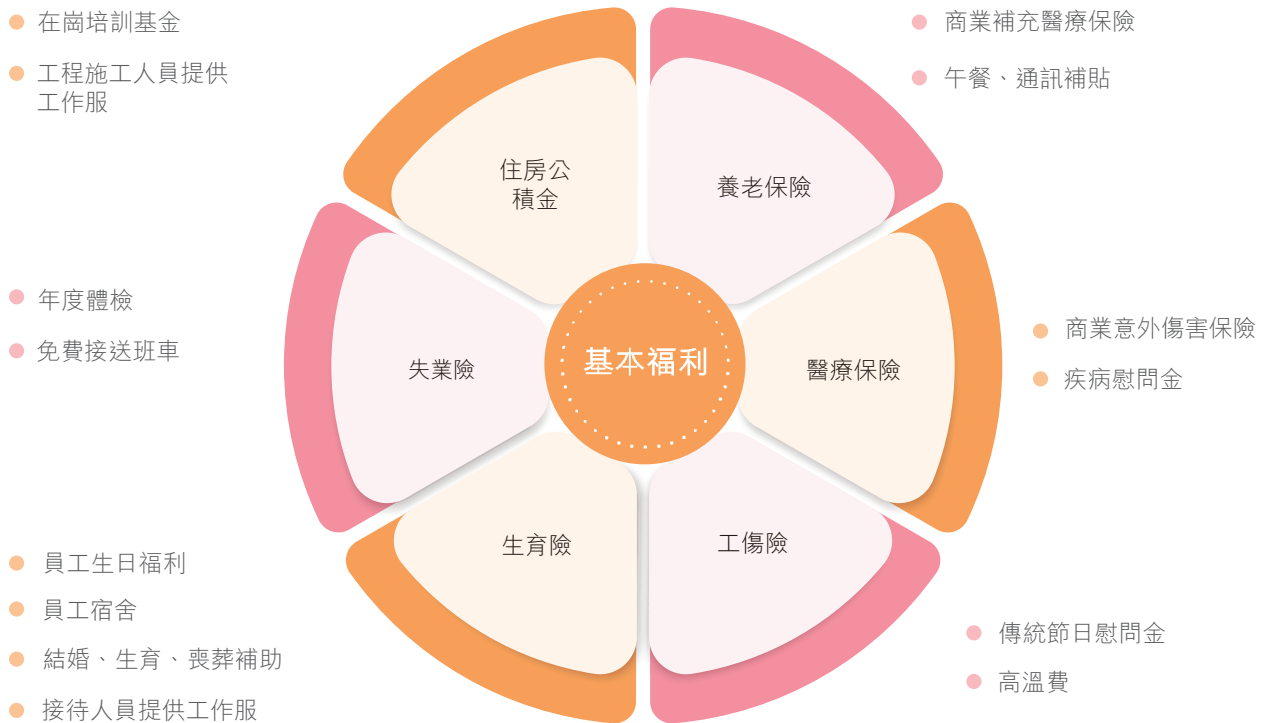 在崗培訓基金
工程施工人員提供
工作服
商業補充醫療保險
午餐、通訊補貼
住房公
積金
養老保險
年度體檢
免費接送班車
失業險
基本福利
醫療保險
商業意外傷害保險
疾病慰問金
生育險
工傷險
員工生日福利
員工宿舍
結婚、生育、喪葬補助
接待人員提供工作服
傳統節日慰問金
高溫費